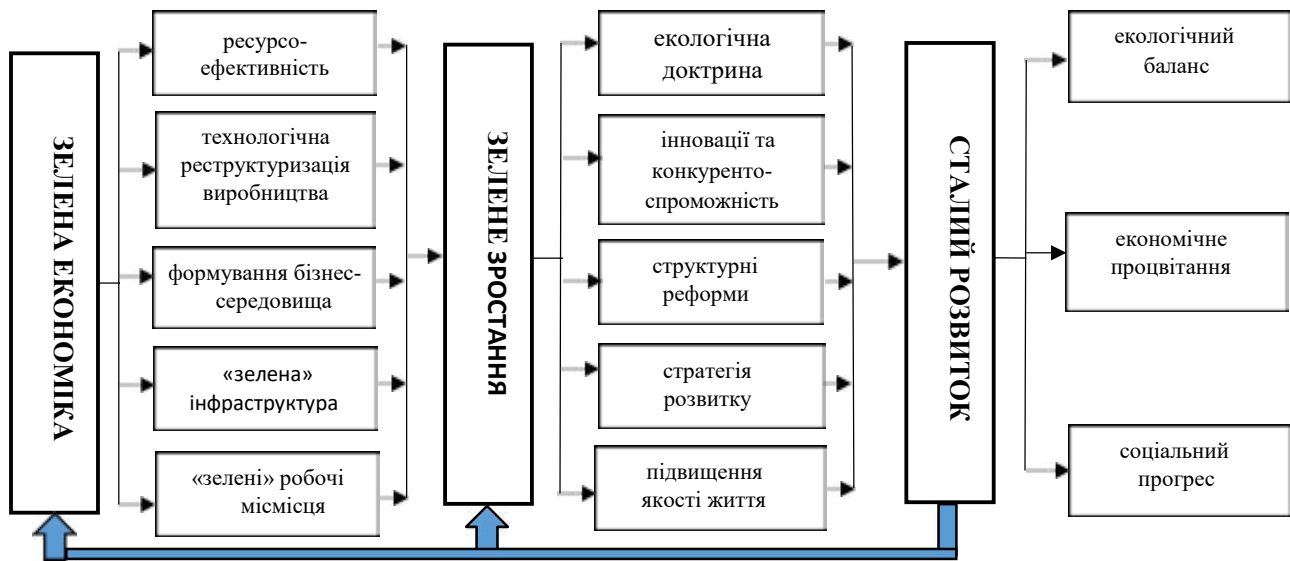 ЗЕЛЕНА ЕКОНОМІКА
ресурсо-
ефективність
технологічна
реструктуризація
виробництва
формування бізнес-
середовища
«зелена»
інфраструктура
«зелені» робочі
місмісця
ЗЕЛЕНЕ ЗРОСТАННЯ
екологічна
доктрина
інновації та
конкуренто-
спроможність
структурні
реформи
стратегія
розвитку
підвищення
якості життя
СТАЛИЙ РОЗВИТОК
екологічний
баланс
економічне
процвітання
соціальний
прогрес